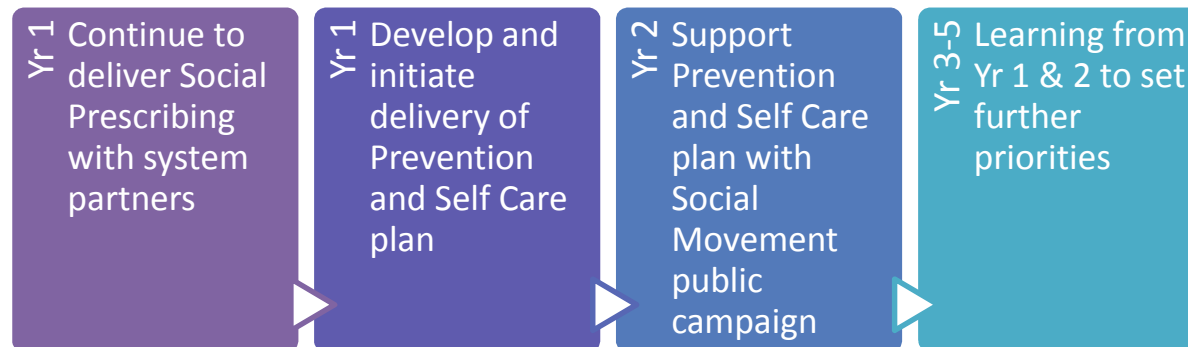 Yr 1
Continue to
deliver Social
Prescribing
with system
partners
Yr 1
Develop and
initiate
delivery of
Prevention
and Self Care
plan
Yr 2
Support
Prevention
and Self Care
plan with
Social
Movement
public
campaign
Yr 3-5
Learning from
Yr 1 & 2 to set
further
priorities